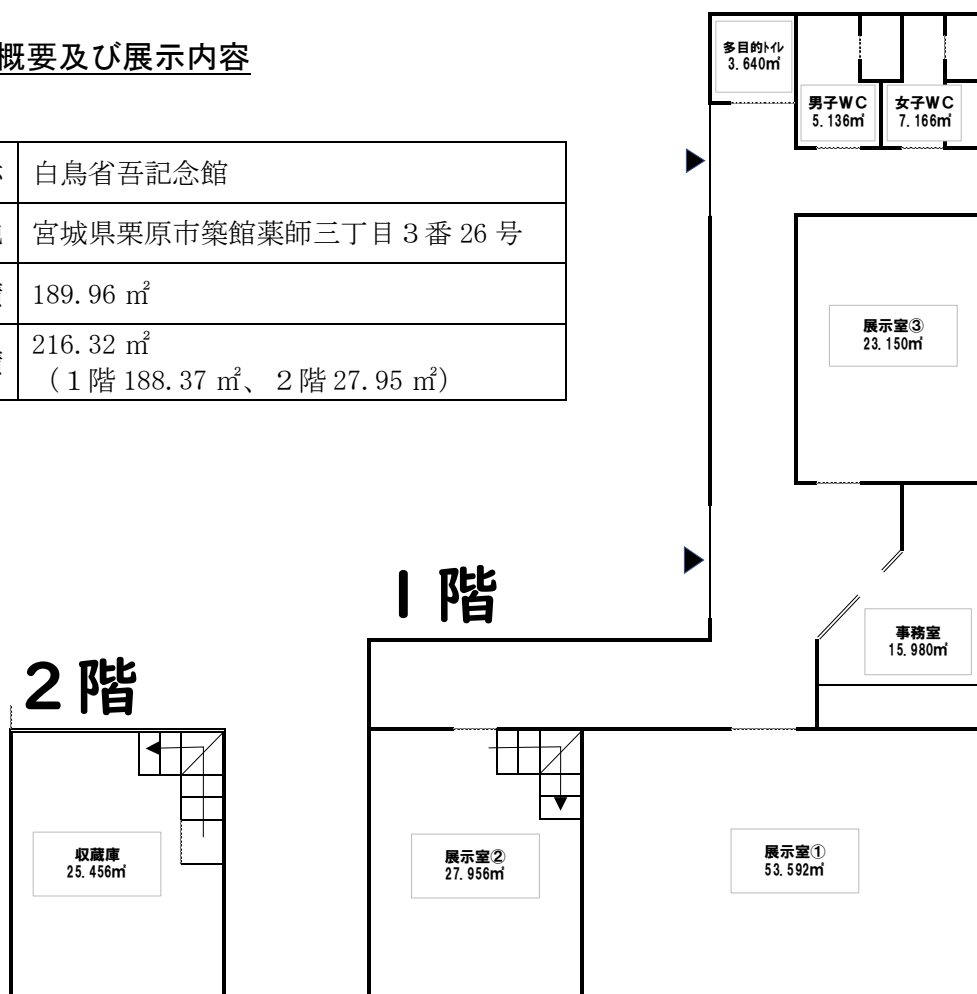 概要及び展示内容
白鳥省吾記念館
宮城県栗原市築館薬師三丁目３番 26 号
189.96 ㎡
216.32 ㎡
（１階 188.37 ㎡、２階 27.95 ㎡）
多目的ﾄｲﾚ
3.640㎡
男子ＷＣ
5.136㎡
女子ＷＣ
7.166㎡
展示室③
23.150㎡
１階
事務室
15.980㎡
２階
収蔵庫
25.456㎡
展示室②
27.956㎡
展示室①
53.592㎡